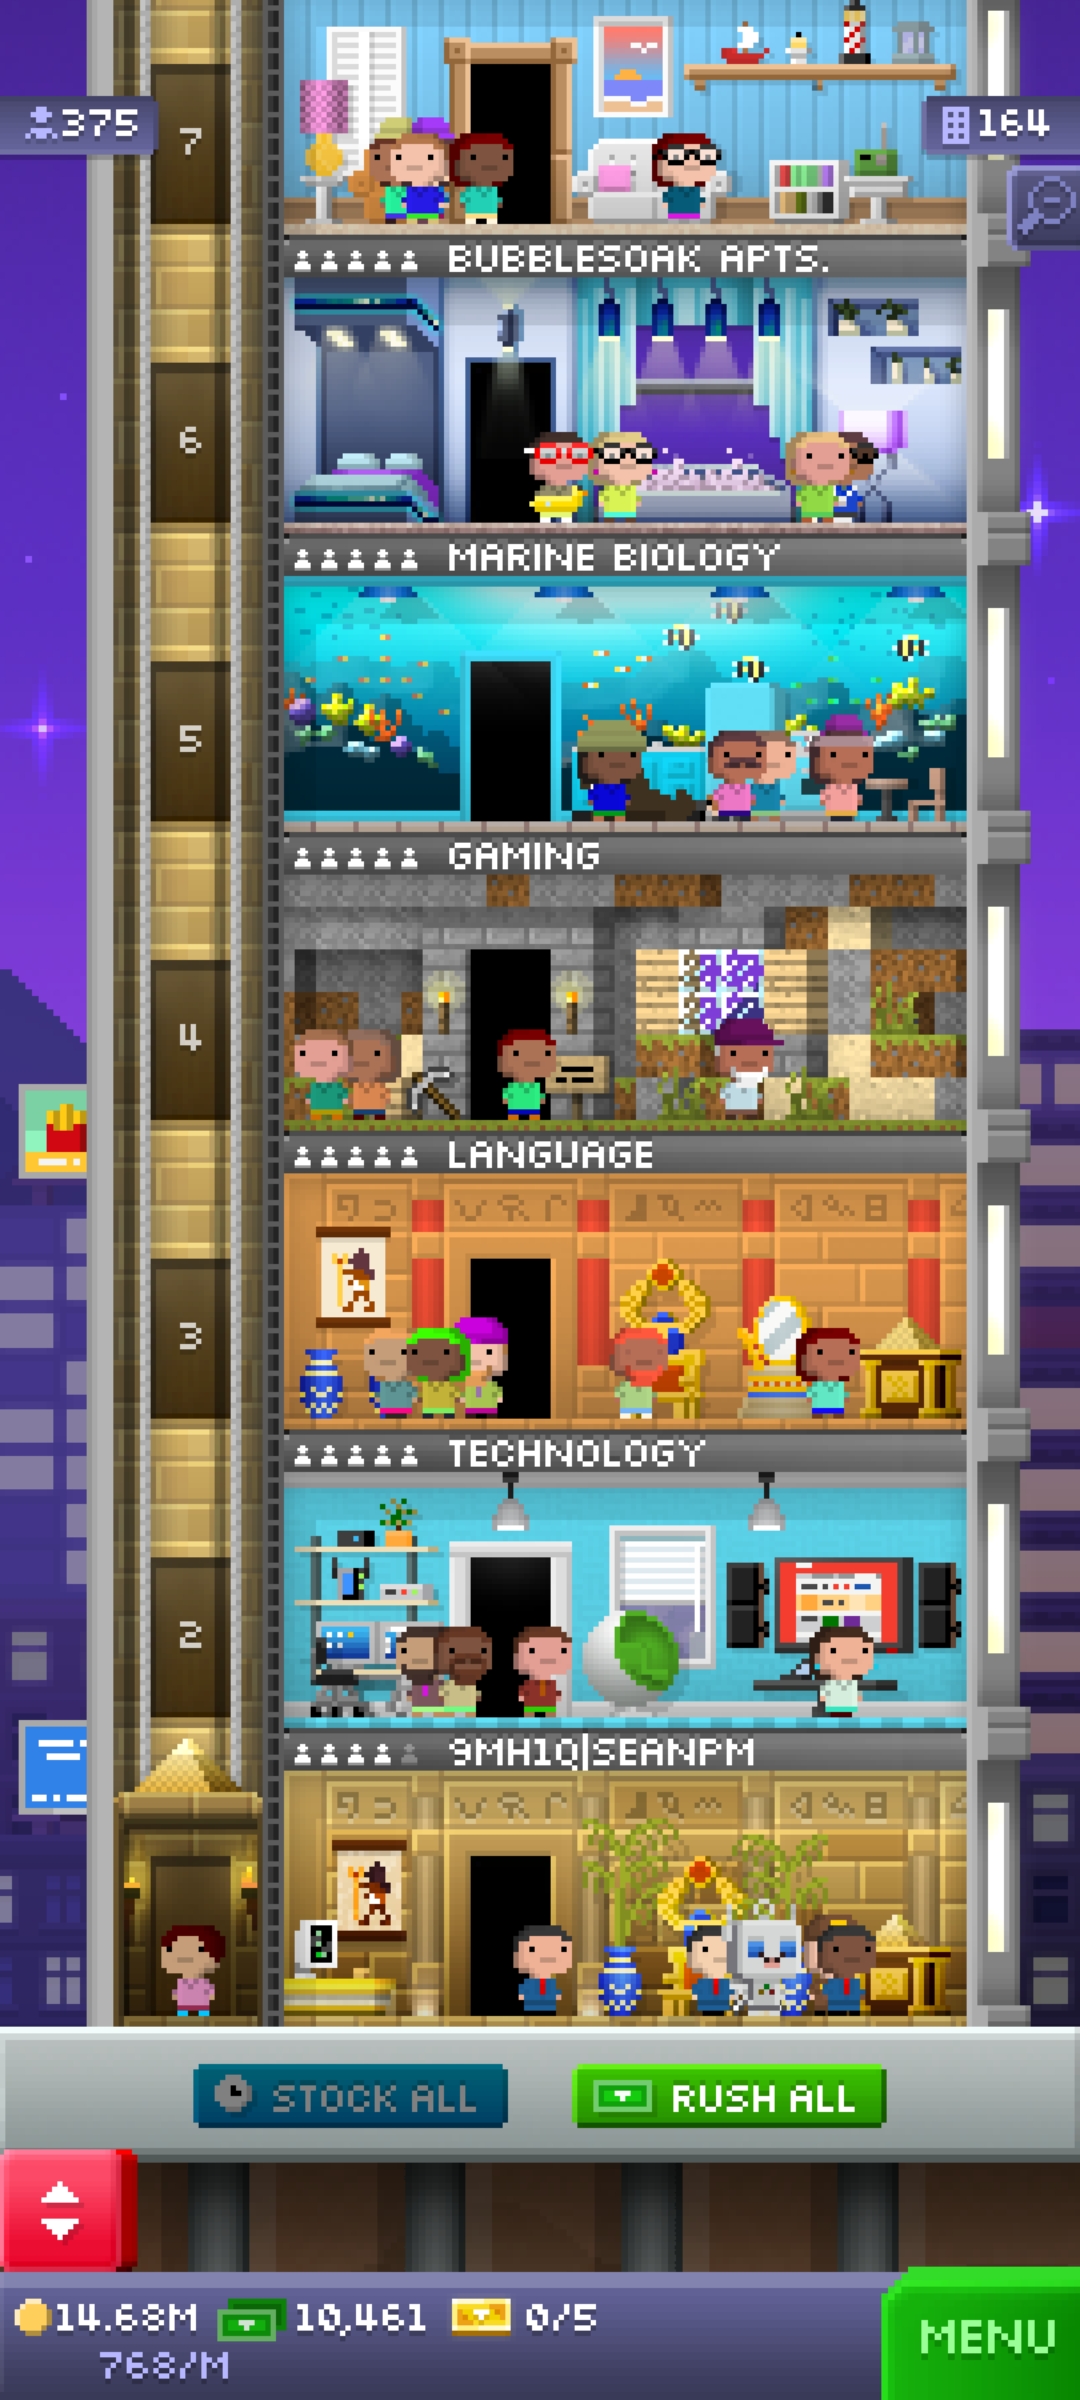 7
375
164
BUBBLESOAK APTS.
6
MARINE BIOLOGY
5
GAMING
4
LANGUAGE
3
TECHNOLOGY
2
9MH1Q|SEANPM
STOCK ALL
RUSH ALL
14.68M 10,461 0/5
768/M
MENU